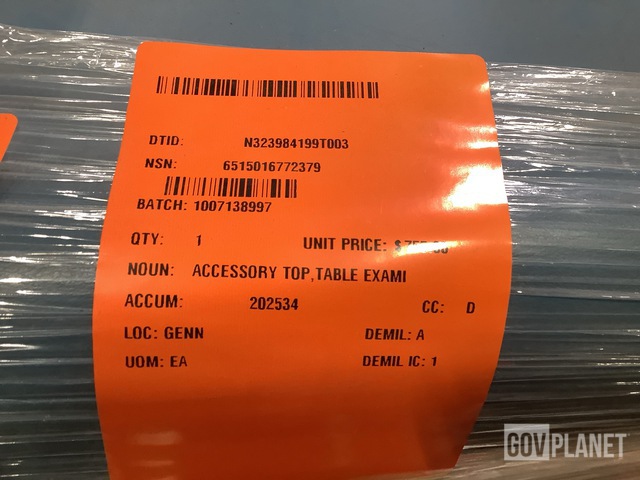 DTID: N323984199T003
NSN: 6515016772379
BATCH: 1007138997
QTY: 1 UNIT PRICE:
NOUN: ACCESSORY TOP,TABLE EXAMI
ACCUM: 202534 CC: D
LOC: GENN DEMIL: A
UOM: EA DEMIL IC: 1
GOVPLANET